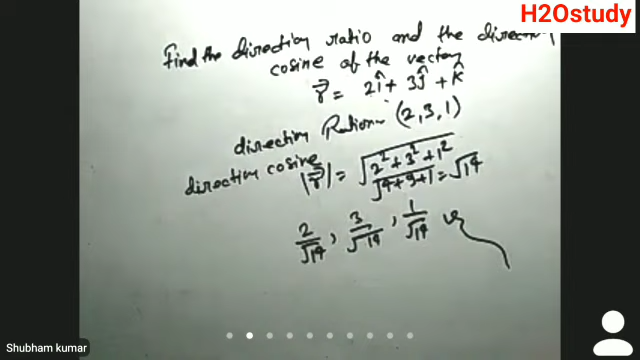 H2Ostudy
Find the direction ratio and the direction
cosine of the vector
r⃗ = 2î + 3ĵ + k̂
direction Ration- (2, 3, 1)
direction cosine
|r⃗| = √2² + 3² + 1²
√4+9+1 = √14
2/√14, 3/√14, 1/√14
Shubham kumar